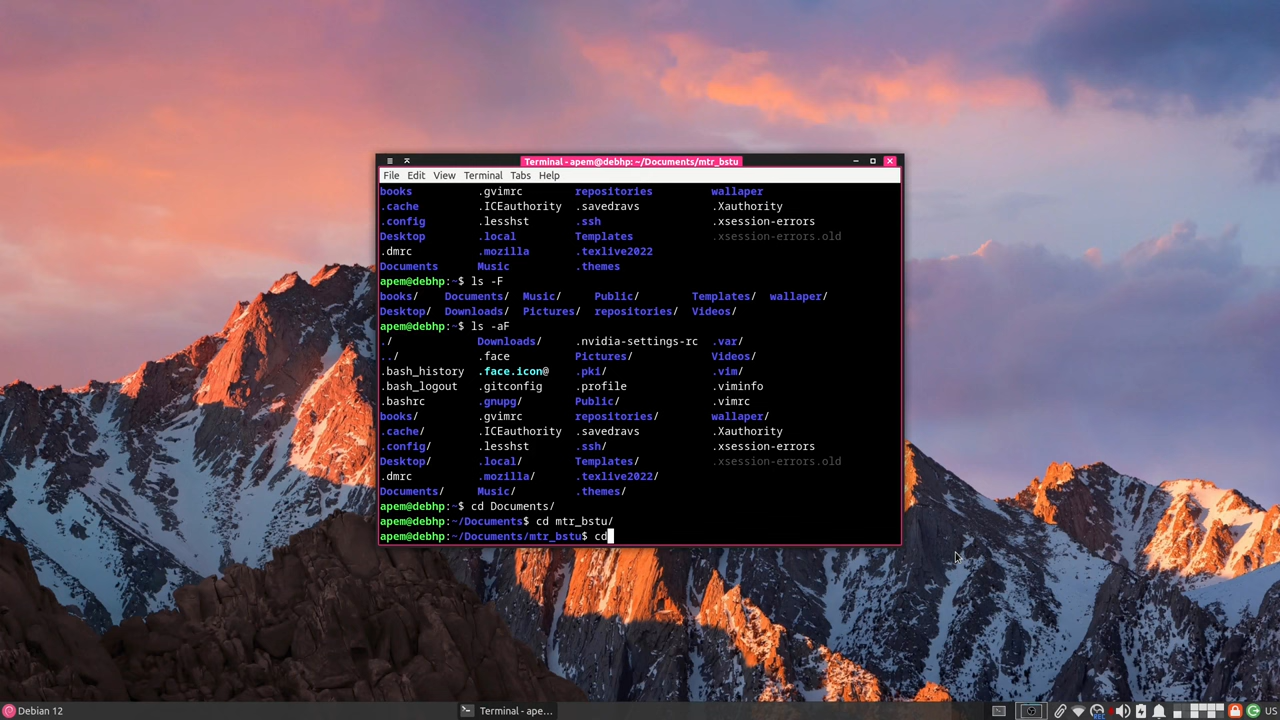 Terminal - apem@debhp: ~/Documents/mtr_bstu
File Edit View Terminal Tabs Help
books .gvimrc repositories wallaper
.cache .ICEauthority .savedravs .Xauthority
.config .lesshst .ssh .xsession-errors
Desktop .local Templates .xsession-errors.old
.dmrc .mozilla .texlive2022
Documents Music .themes
apem@debhp:~$ ls -F
books/ Documents/ Music/ Public/ Templates/ wallaper/
Desktop/ Downloads/ Pictures/ repositories/ Videos/
apem@debhp:~$ ls -aF
./ Downloads/ .nvidia-settings-rc .var/
../ .face Pictures/ Videos/
.bash_history .face.icon@ .pki/ .vim/
.bash_logout .gitconfig .profile .viminfo
.bashrc .gnupg/ Public/ .vimrc
books/ .gvimrc repositories/ wallaper/
.cache/ .ICEauthority .savedravs .Xauthority
.config/ .lesshst .ssh/ .xsession-errors
Desktop/ .local/ Templates/ .xsession-errors.old
.dmrc .mozilla/ .texlive2022/
Documents/ Music/ .themes/
apem@debhp:~$ cd Documents/
apem@debhp:~/Documents$ cd mtr_bstu/
apem@debhp:~/Documents/mtr_bstu$ cd
Debian 12 Terminal - ape... REC US